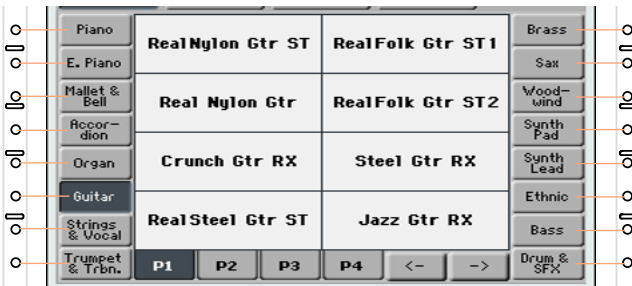 Piano
RealNylon Gtr ST
RealFolk Gtr ST1
Brass
E. Piano
Sax
Mallet &
Bell
Real Nylon Gtr
RealFolk Gtr ST2
Wood-
wind
Accor-
dion
Synth
Pad
Organ
Crunch Gtr RX
Steel Gtr RX
Synth
Lead
Guitar
Ethnic
Strings
& Vocal
RealSteel Gtr ST
Jazz Gtr RX
Bass
Trumpet
& Trbn.
P1
P2
P3
P4
<-
->
Drum &
SFX